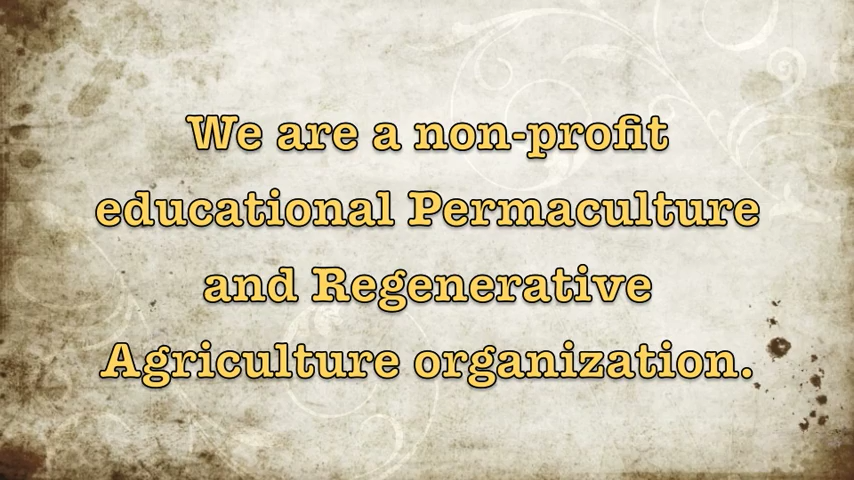 We are a non-profit
educational Permaculture
and Regenerative
Agriculture organization.